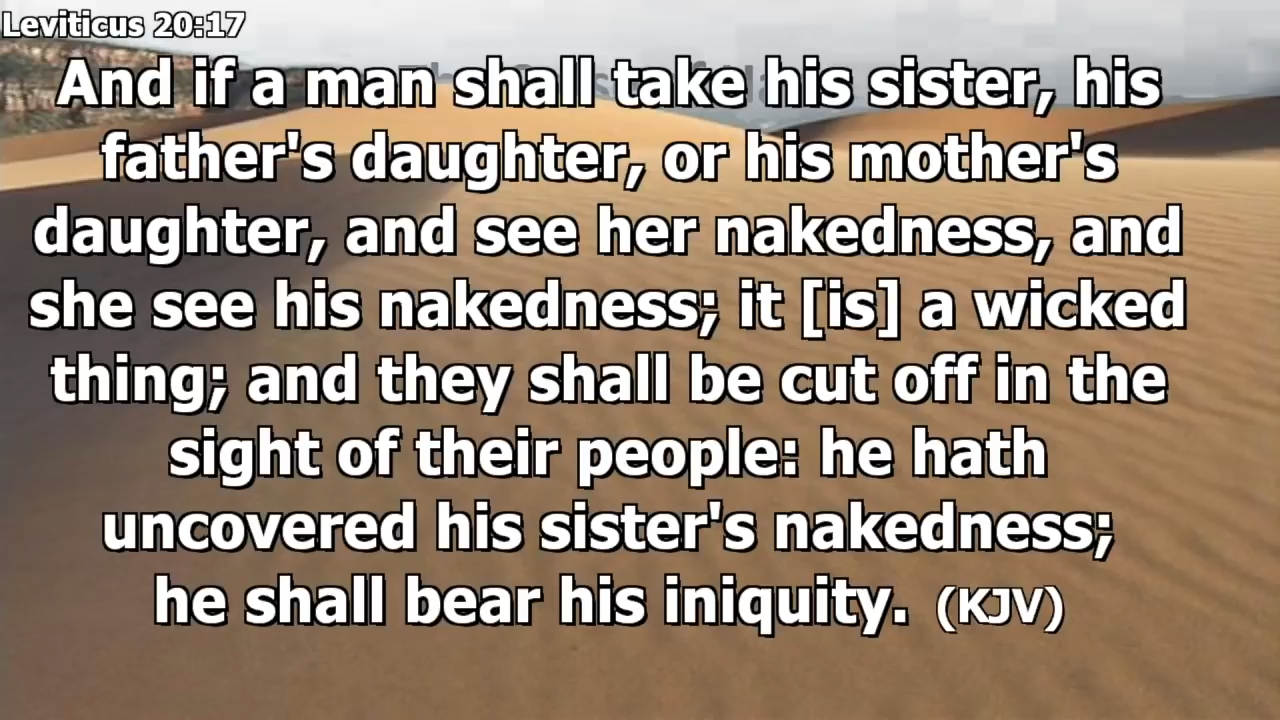 Leviticus 20:17
And if a man shall take his sister, his
father's daughter, or his mother's
daughter, and see her nakedness, and
she see his nakedness; it [is] a wicked
thing; and they shall be cut off in the
sight of their people: he hath
uncovered his sister's nakedness;
he shall bear his iniquity. (KJV)